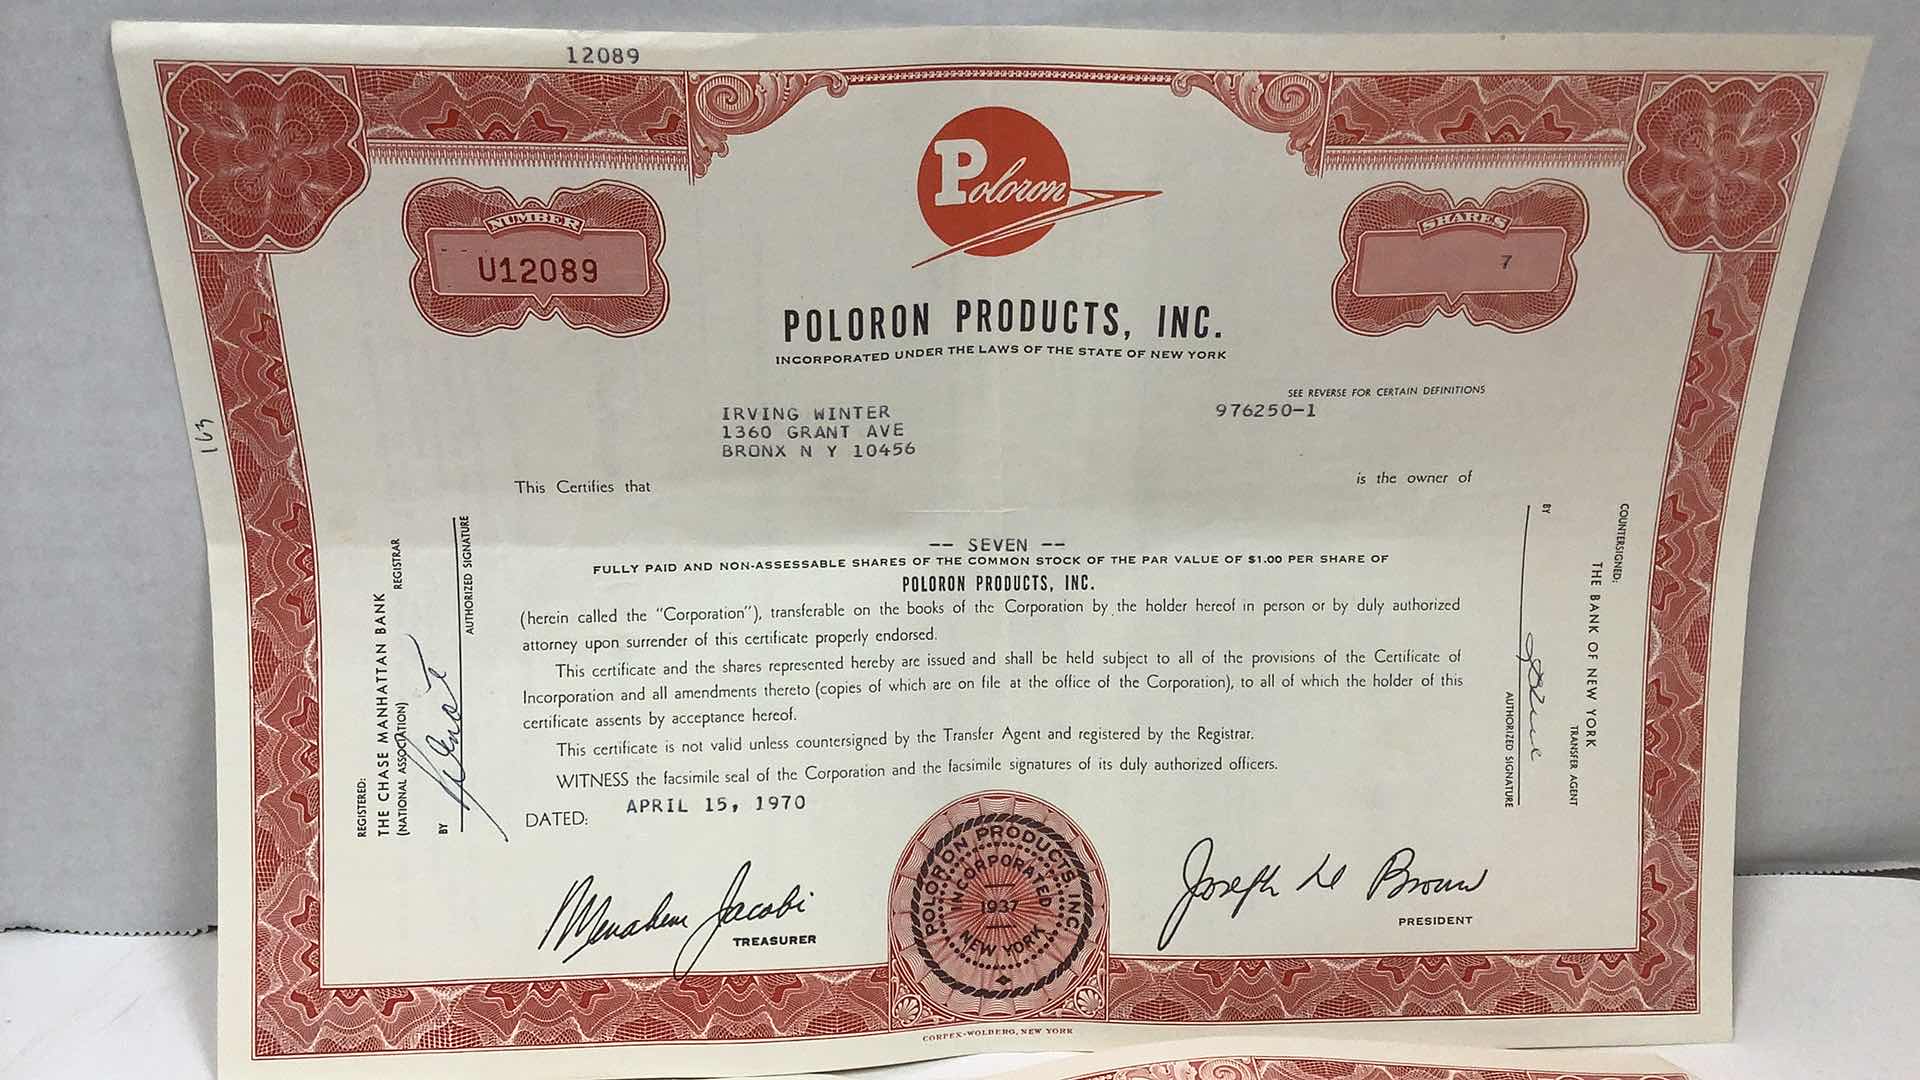 12089
NUMBER
U12089
Poloron
SHARES
7
POLORON PRODUCTS, INC.
INCORPORATED UNDER THE LAWS OF THE STATE OF NEW YORK
SEE REVERSE FOR CERTAIN DEFINITIONS
IRVING WINTER
976250-1
1360 GRANT AVE
BRONX N Y 10456
163
This Certifies that
is the owner of
-- SEVEN --
FULLY PAID AND NON-ASSESSABLE SHARES OF THE COMMON STOCK OF THE PAR VALUE OF $1.00 PER SHARE OF
POLORON PRODUCTS, INC.
(herein called the "Corporation"), transferable on the books of the Corporation by the holder hereof in person or by duly authorized
attorney upon surrender of this certificate properly endorsed.
This certificate and the shares represented hereby are issued and shall be held subject to all of the provisions of the Certificate of
Incorporation and all amendments thereto (copies of which are on file at the office of the Corporation), to all of which the holder of this
certificate assents by acceptance hereof.
This certificate is not valid unless countersigned by the Transfer Agent and registered by the Registrar.
WITNESS the facsimile seal of the Corporation and the facsimile signatures of its duly authorized officers.
DATED: APRIL 15, 1970
REGISTERED:
THE CHASE MANHATTAN BANK
(NATIONAL ASSOCIATION)
REGISTRAR
BY
AUTHORIZED SIGNATURE
COUNTERSIGNED:
THE BANK OF NEW YORK
TRANSFER AGENT
BY
AUTHORIZED SIGNATURE
Menahem Jacobi
TREASURER
POLORON PRODUCTS INC
INCORPORATED
1937
NEW YORK
Joseph Le Brown
PRESIDENT
CORPEX-WOLBERG, NEW YORK